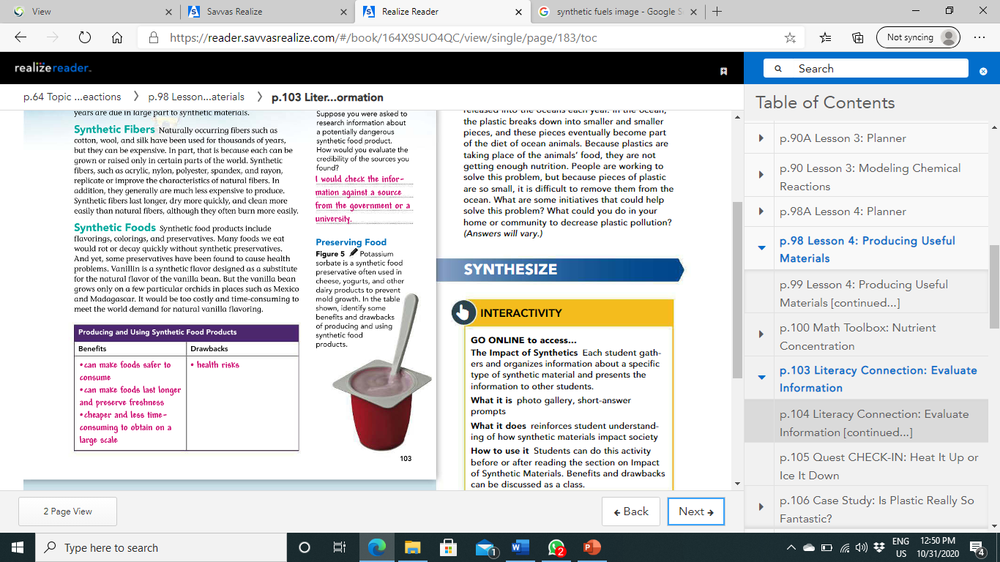 View
Savvas Realize
Realize Reader
synthetic fuels image - Google S
https://reader.savvasrealize.com/#/book/164X9SUO4QC/view/single/page/183/toc
Not syncing
realizereader.
Search
p.64 Topic ...eactions
p.98 Lesson...aterials
p.103 Liter...ormation
years are due in large part to synthetic materials.
Synthetic Fibers Naturally occurring fibers such as
cotton, wool, and silk have been used for thousands of years,
but they can be expensive. In part, that is because each can be
grown or raised only in certain parts of the world. Synthetic
fibers, such as acrylic, nylon, polyester, spandex, and rayon,
replicate or improve the characteristics of natural fibers. In
addition, they generally are much less expensive to produce.
Synthetic fibers last longer, dry more quickly, and clean more
easily than natural fibers, although they often burn more easily.
Synthetic Foods Synthetic food products include
flavorings, colorings, and preservatives. Many foods we eat
would rot or decay quickly without synthetic preservatives.
And yet, some preservatives have been found to cause health
problems. Vanillin is a synthetic flavor designed as a substitute
for the natural flavor of the vanilla bean. But the vanilla bean
grows only on a few particular orchids in places such as Mexico
and Madagascar. It would be too costly and time-consuming to
meet the world demand for natural vanilla flavoring.
Producing and Using Synthetic Food Products
Benefits
Drawbacks
•can make foods safer to
consume
•can make foods last longer
and preserve freshness
•cheaper and less time-
consuming to obtain on a
large scale
• health risks
Suppose you were asked to
research information about
a potentially dangerous
synthetic food product.
How would you evaluate the
credibility of the sources you
found?
I would check the infor-
mation against a source
from the government or a
university.
Preserving Food
Figure 5 Potassium
sorbate is a synthetic food
preservative often used in
cheese, yogurts, and other
dairy products to prevent
mold growth. In the table
shown, identify some
benefits and drawbacks
of producing and using
synthetic food
products.
103
released into the oceans each year. In the ocean,
the plastic breaks down into smaller and smaller
pieces, and these pieces eventually become part
of the diet of ocean animals. Because plastics are
taking place of the animals' food, they are not
getting enough nutrition. People are working to
solve this problem, but because pieces of plastic
are so small, it is difficult to remove them from the
ocean. What are some initiatives that could help
solve this problem? What could you do in your
home or community to decrease plastic pollution?
(Answers will vary.)
SYNTHESIZE
INTERACTIVITY
GO ONLINE to access...
The Impact of Synthetics Each student gath-
ers and organizes information about a specific
type of synthetic material and presents the
information to other students.
What it is photo gallery, short-answer
prompts
What it does reinforces student understand-
ing of how synthetic materials impact society
How to use it Students can do this activity
before or after reading the section on Impact
of Synthetic Materials. Benefits and drawbacks
can be discussed as a class.
Table of Contents
p.90A Lesson 3: Planner
p.90 Lesson 3: Modeling Chemical
Reactions
p.98A Lesson 4: Planner
p.98 Lesson 4: Producing Useful
Materials
p.99 Lesson 4: Producing Useful
Materials [continued...]
p.100 Math Toolbox: Nutrient
Concentration
p.103 Literacy Connection: Evaluate
Information
p.104 Literacy Connection: Evaluate
Information [continued...]
p.105 Quest CHECK-IN: Heat It Up or
Ice It Down
p.106 Case Study: Is Plastic Really So
Fantastic?
2 Page View
Back
Next
Type here to search
1
2
ENG
US
12:50 PM
10/31/2020
4